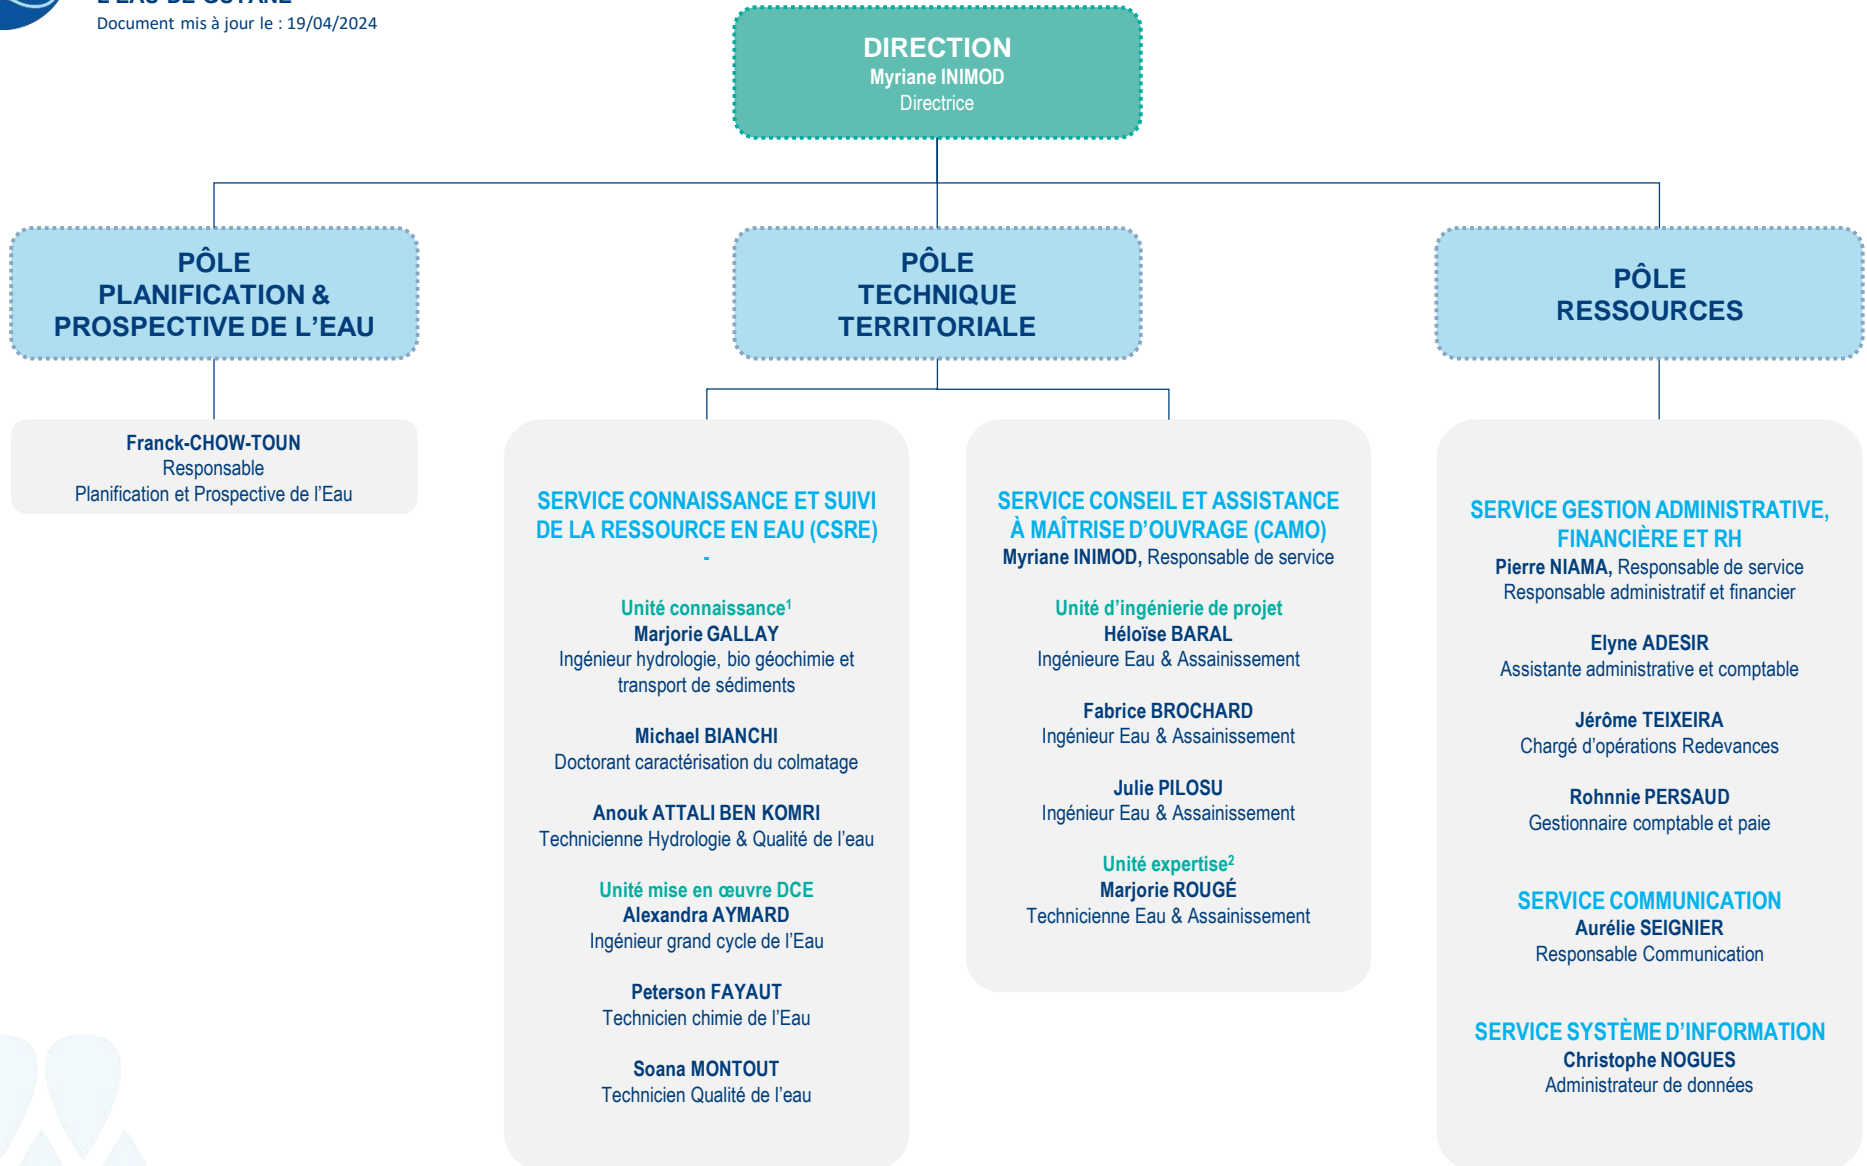 L'EAU DE GUYANE
Document mis à jour le : 19/04/2024
DIRECTION
Myriane INIMOD
Directrice
PÔLE
PLANIFICATION &
PROSPECTIVE DE L'EAU
PÔLE
TECHNIQUE
TERRITORIALE
PÔLE
RESSOURCES
Franck-CHOW-TOUN
Responsable
Planification et Prospective de l'Eau
SERVICE CONNAISSANCE ET SUIVI
DE LA RESSOURCE EN EAU (CSRE)
-
Unité connaissance¹
Marjorie GALLAY
Ingénieur hydrologie, bio géochimie et
transport de sédiments
Michael BIANCHI
Doctorant caractérisation du colmatage
Anouk ATTALI BEN KOMRI
Technicienne Hydrologie & Qualité de l'eau
Unité mise en œuvre DCE
Alexandra AYMARD
Ingénieur grand cycle de l'Eau
Peterson FAYAUT
Technicien chimie de l'Eau
Soana MONTOUT
Technicien Qualité de l'eau
SERVICE CONSEIL ET ASSISTANCE
À MAÎTRISE D'OUVRAGE (CAMO)
Myriane INIMOD, Responsable de service
Unité d'ingénierie de projet
Héloïse BARAL
Ingénieure Eau & Assainissement
Fabrice BROCHARD
Ingénieur Eau & Assainissement
Julie PILOSU
Ingénieur Eau & Assainissement
Unité expertise²
Marjorie ROUGÉ
Technicienne Eau & Assainissement
SERVICE GESTION ADMINISTRATIVE,
FINANCIÈRE ET RH
Pierre NIAMA, Responsable de service
Responsable administratif et financier
Elyne ADESIR
Assistante administrative et comptable
Jérôme TEIXEIRA
Chargé d'opérations Redevances
Rohnnie PERSAUD
Gestionnaire comptable et paie
SERVICE COMMUNICATION
Aurélie SEIGNIER
Responsable Communication
SERVICE SYSTÈME D'INFORMATION
Christophe NOGUES
Administrateur de données